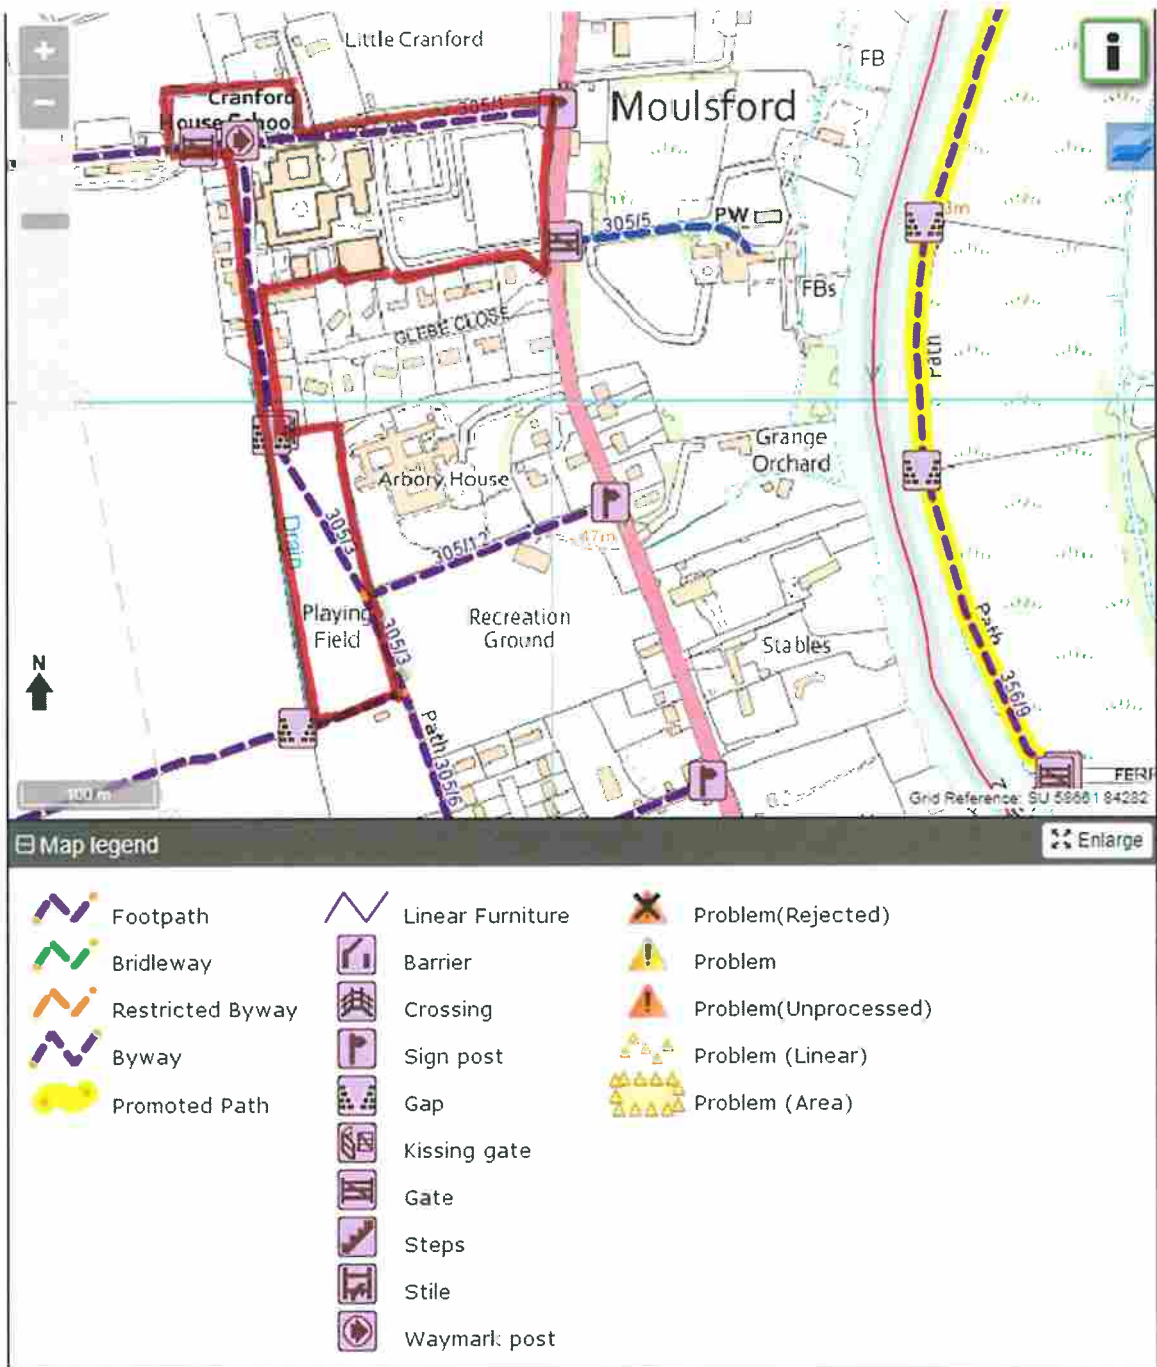 +
−
Little Cranford
FB
i
Cranford
House School
305/1
Moulsford
PW
305/5
3m
FBs
GLEBE CLOSE
Path
Grange
Orchard
Arbory House
Drain
305/3
305/12
47m
Playing
Field
Recreation
Ground
305/3
Stables
Path
N
356/9
Path 305/6
100 m
FERR
Grid Reference: SU 58661 84282
Map legend
Enlarge
Footpath
Bridleway
Restricted Byway
Byway
Promoted Path
Linear Furniture
Barrier
Crossing
Sign post
Gap
Kissing gate
Gate
Steps
Stile
Waymark post
Problem(Rejected)
Problem
Problem(Unprocessed)
Problem (Linear)
Problem (Area)